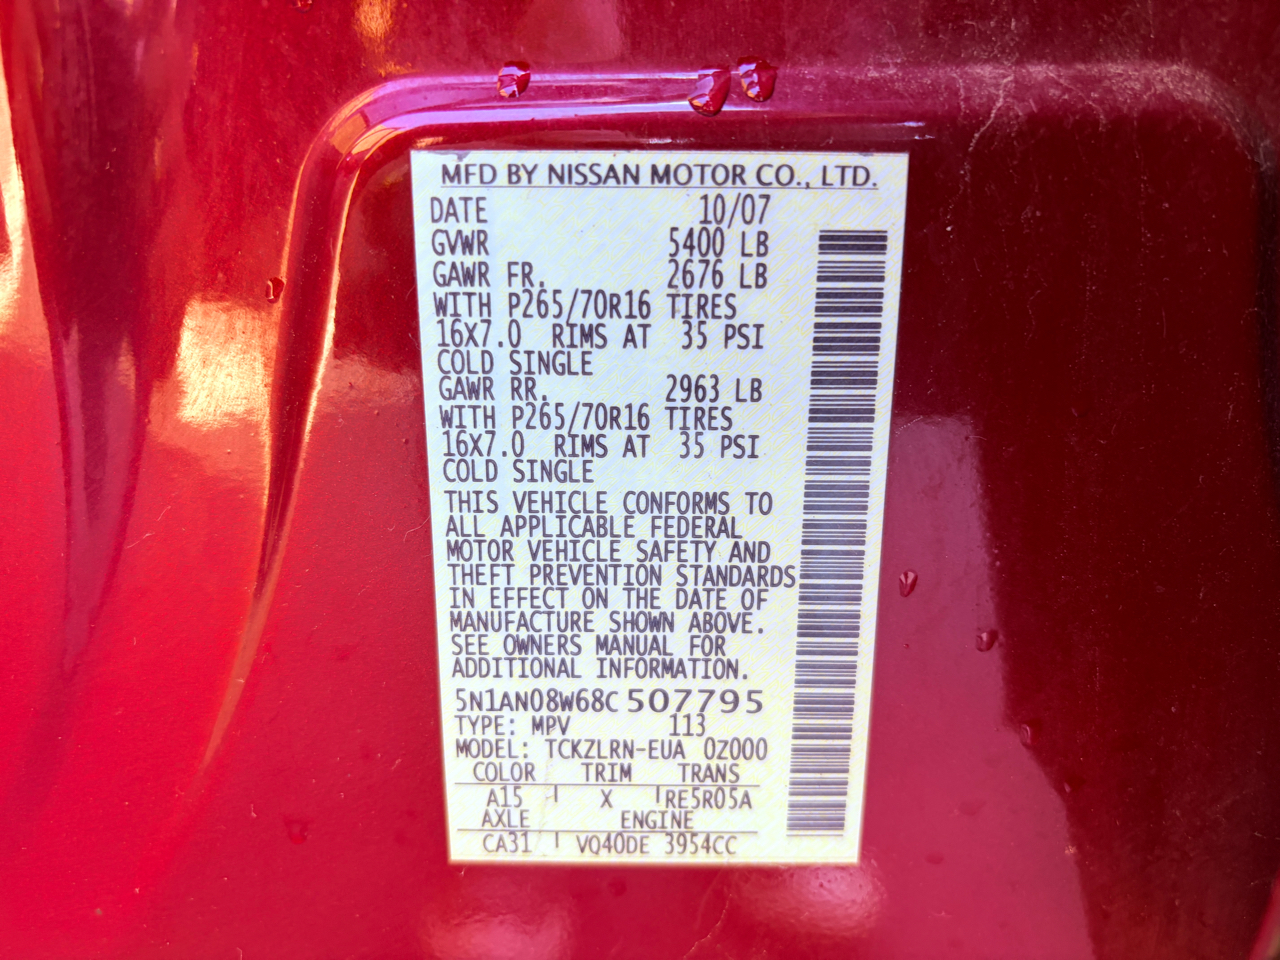 MFD BY NISSAN MOTOR CO., LTD.
DATE 10/07
GVWR 5400 LB
GAWR FR. 2676 LB
WITH P265/70R16 TIRES
16X7.0 RIMS AT 35 PSI
COLD SINGLE
GAWR RR. 2963 LB
WITH P265/70R16 TIRES
16X7.0 RIMS AT 35 PSI
COLD SINGLE
THIS VEHICLE CONFORMS TO
ALL APPLICABLE FEDERAL
MOTOR VEHICLE SAFETY AND
THEFT PREVENTION STANDARDS
IN EFFECT ON THE DATE OF
MANUFACTURE SHOWN ABOVE.
SEE OWNERS MANUAL FOR
ADDITIONAL INFORMATION.
5N1AN08W68C507795
TYPE: MPV 113
MODEL: TCKZLRN-EUA 0Z000
COLOR TRIM TRANS
A15 X RE5R05A
AXLE ENGINE
CA31 VQ40DE 3954CC